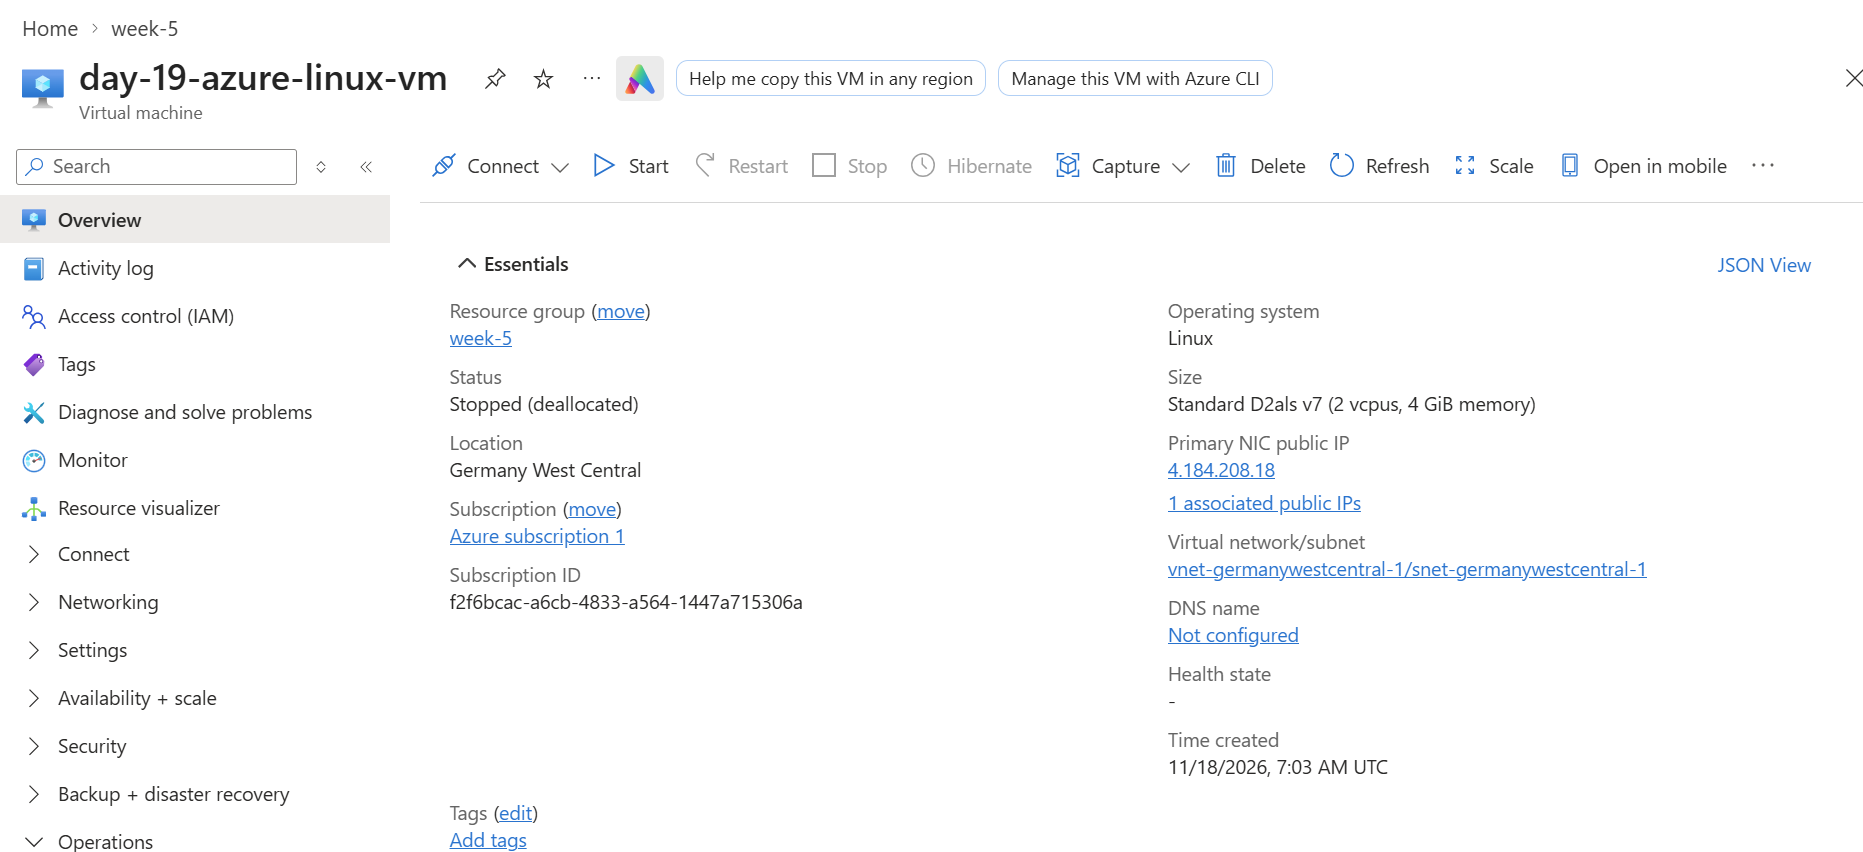 Home > week-5
day-19-azure-linux-vm
Help me copy this VM in any region
Manage this VM with Azure CLI
Virtual machine
Search
Connect
Start
Restart
Stop
Hibernate
Capture
Delete
Refresh
Scale
Open in mobile
Overview
Activity log
Access control (IAM)
Tags
Diagnose and solve problems
Monitor
Resource visualizer
Connect
Networking
Settings
Availability + scale
Security
Backup + disaster recovery
Operations
Essentials
JSON View
Resource group (move)
week-5
Status
Stopped (deallocated)
Location
Germany West Central
Subscription (move)
Azure subscription 1
Subscription ID
f2f6bcac-a6cb-4833-a564-1447a715306a
Operating system
Linux
Size
Standard D2als v7 (2 vcpus, 4 GiB memory)
Primary NIC public IP
4.184.208.18
1 associated public IPs
Virtual network/subnet
vnet-germanywestcentral-1/snet-germanywestcentral-1
DNS name
Not configured
Health state
-
Time created
11/18/2026, 7:03 AM UTC
Tags (edit)
Add tags